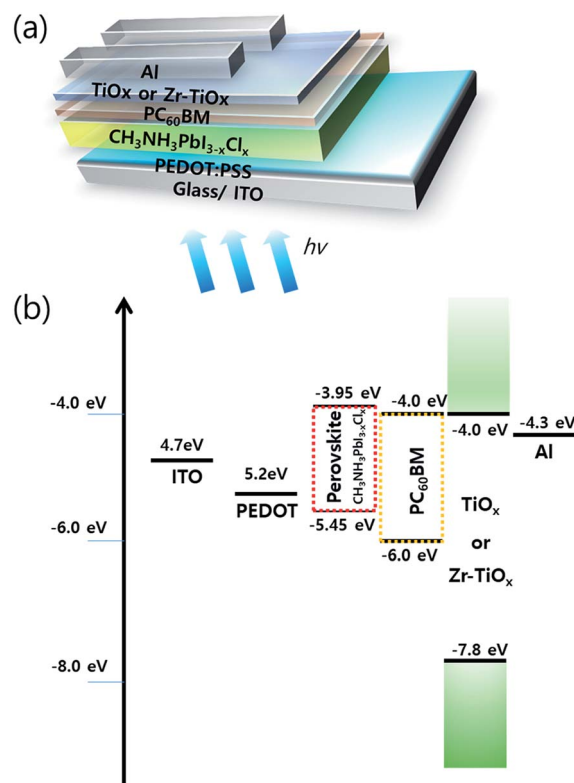 (a)
Al
TiOx or Zr-TiOx
PC₆₀BM
CH₃NH₃PbI₃₋ₓClₓ
PEDOT:PSS
Glass/ ITO
hv
(b)
-4.0 eV
-6.0 eV
-8.0 eV
4.7eV
ITO
5.2eV
PEDOT
-3.95 eV
Perovskite
CH₃NH₃PbI₃₋ₓClₓ
-5.45 eV
-4.0 eV
PC₆₀BM
-6.0 eV
-4.0 eV
TiOₓ
or
Zr-TiOₓ
-7.8 eV
-4.3 eV
Al